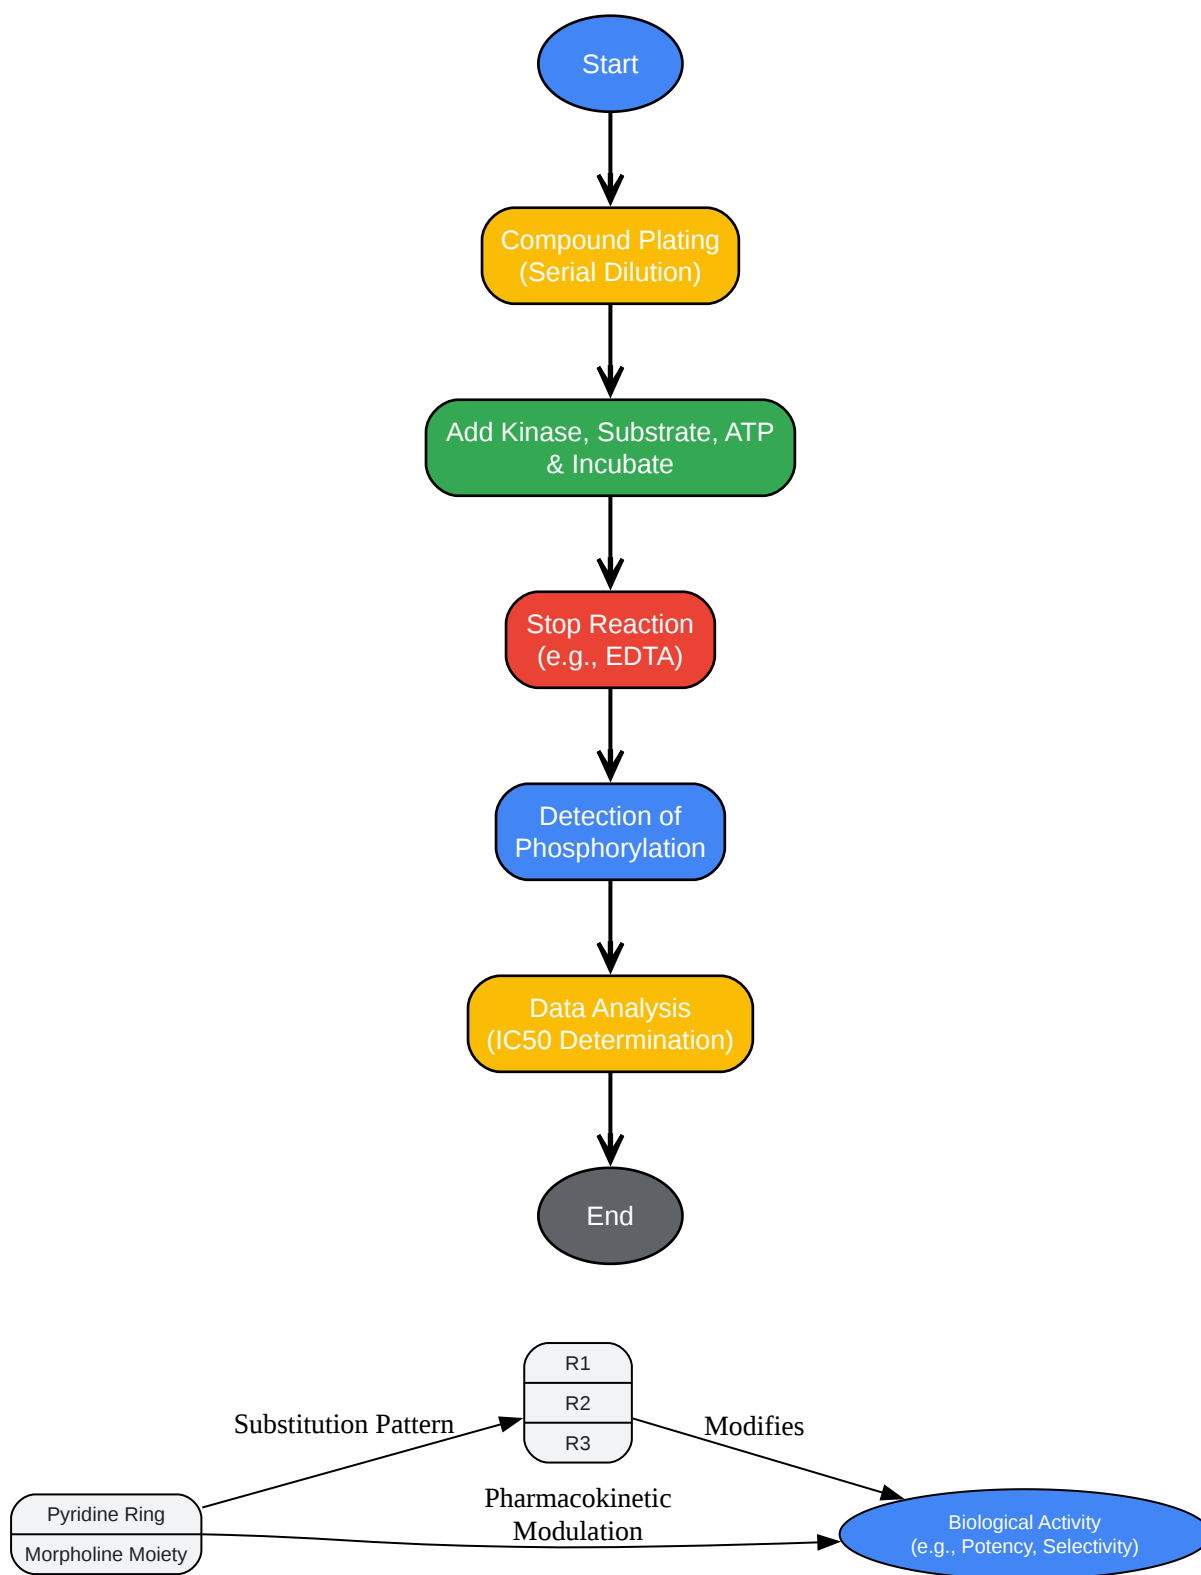 Start
Compound Plating
(Serial Dilution)
Add Kinase, Substrate, ATP
& Incubate
Stop Reaction
(e.g., EDTA)
Detection of
Phosphorylation
Data Analysis
(IC50 Determination)
End
R1
R2
R3
Substitution Pattern
Modifies
Pharmacokinetic
Modulation
Pyridine Ring
Morpholine Moiety
Biological Activity
(e.g., Potency, Selectivity)